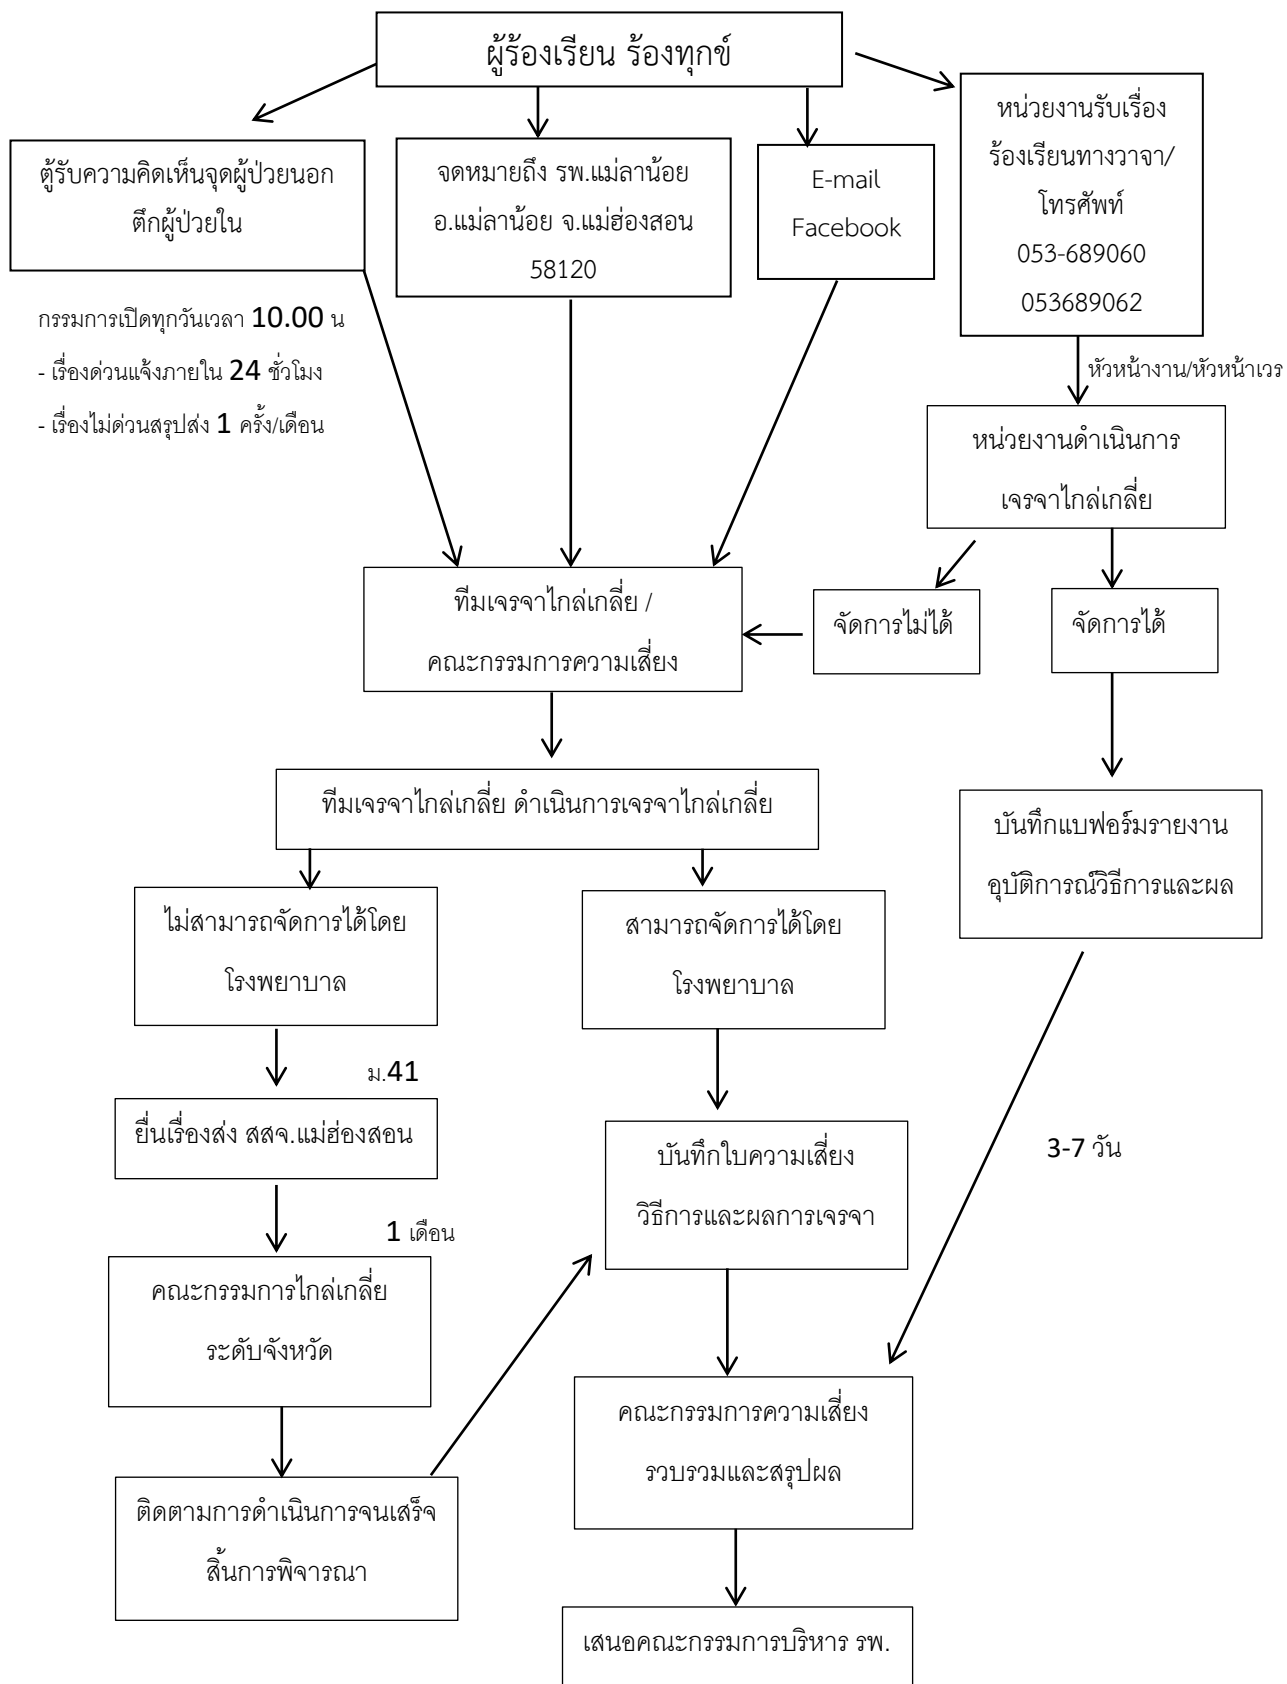 ผู้ร้องเรียน ร้องทุกข์
ตู้รับความคิดเห็นจุดผู้ป่วยนอก
ตึกผู้ป่วยใน
จดหมายถึง รพ.แม่ลาน้อย
อ.แม่ลาน้อย จ.แม่ฮ่องสอน
58120
E-mail
Facebook
หน่วยงานรับเรื่อง
ร้องเรียนทางวาจา/
โทรศัพท์
053-689060
053689062
กรรมการเปิดทุกวันเวลา 10.00 น
- เรื่องด่วนแจ้งภายใน 24 ชั่วโมง
- เรื่องไม่ด่วนสรุปส่ง 1 ครั้ง/เดือน
หัวหน้างาน/หัวหน้าเวร
หน่วยงานดำเนินการ
เจรจาไกล่เกลี่ย
ทีมเจรจาไกล่เกลี่ย /
คณะกรรมการความเสี่ยง
จัดการไม่ได้
จัดการได้
ทีมเจรจาไกล่เกลี่ย ดำเนินการเจรจาไกล่เกลี่ย
บันทึกแบฟอร์มรายงาน
อุบัติการณ์วิธีการและผล
ไม่สามารถจัดการได้โดย
โรงพยาบาล
สามารถจัดการได้โดย
โรงพยาบาล
ม.41
ยื่นเรื่องส่ง สสจ.แม่ฮ่องสอน
บันทึกใบความเสี่ยง
วิธีการและผลการเจรจา
3-7 วัน
1 เดือน
คณะกรรมการไกล่เกลี่ย
ระดับจังหวัด
คณะกรรมการความเสี่ยง
รวบรวมและสรุปผล
ติดตามการดำเนินการจนเสร็จ
สิ้นการพิจารณา
เสนอคณะกรรมการบริหาร รพ.